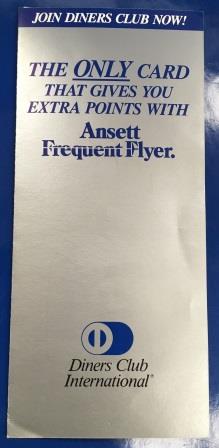 JOIN DINERS CLUB NOW!
THE ONLY CARD
THAT GIVES YOU
EXTRA POINTS WITH
Ansett
Frequent Flyer.
Diners Club
International®